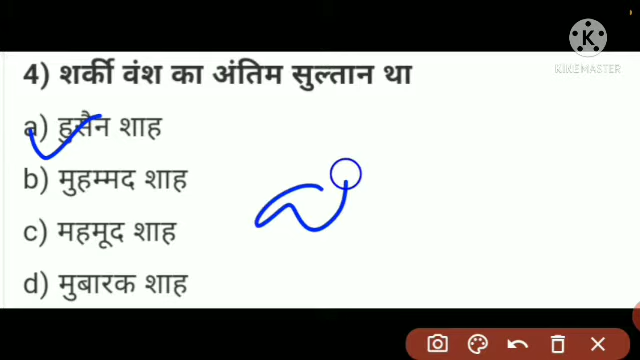 K
KINEMASTER
4) शर्की वंश का अंतिम सुल्तान था
a) हुसैन शाह
b) मुहम्मद शाह
c) महमूद शाह
d) मुबारक शाह